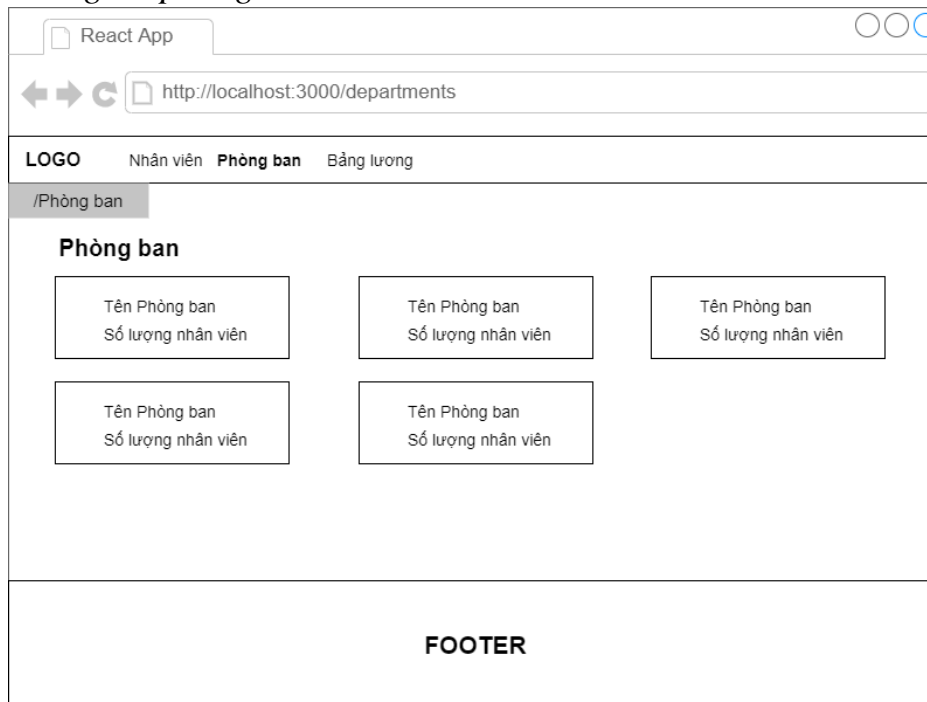 React App
http://localhost:3000/departments
LOGO Nhân viên Phòng ban Bảng lương
/Phòng ban
Phòng ban
Tên Phòng ban Tên Phòng ban Tên Phòng ban
Số lượng nhân viên Số lượng nhân viên Số lượng nhân viên
Tên Phòng ban Tên Phòng ban
Số lượng nhân viên Số lượng nhân viên
FOOTER